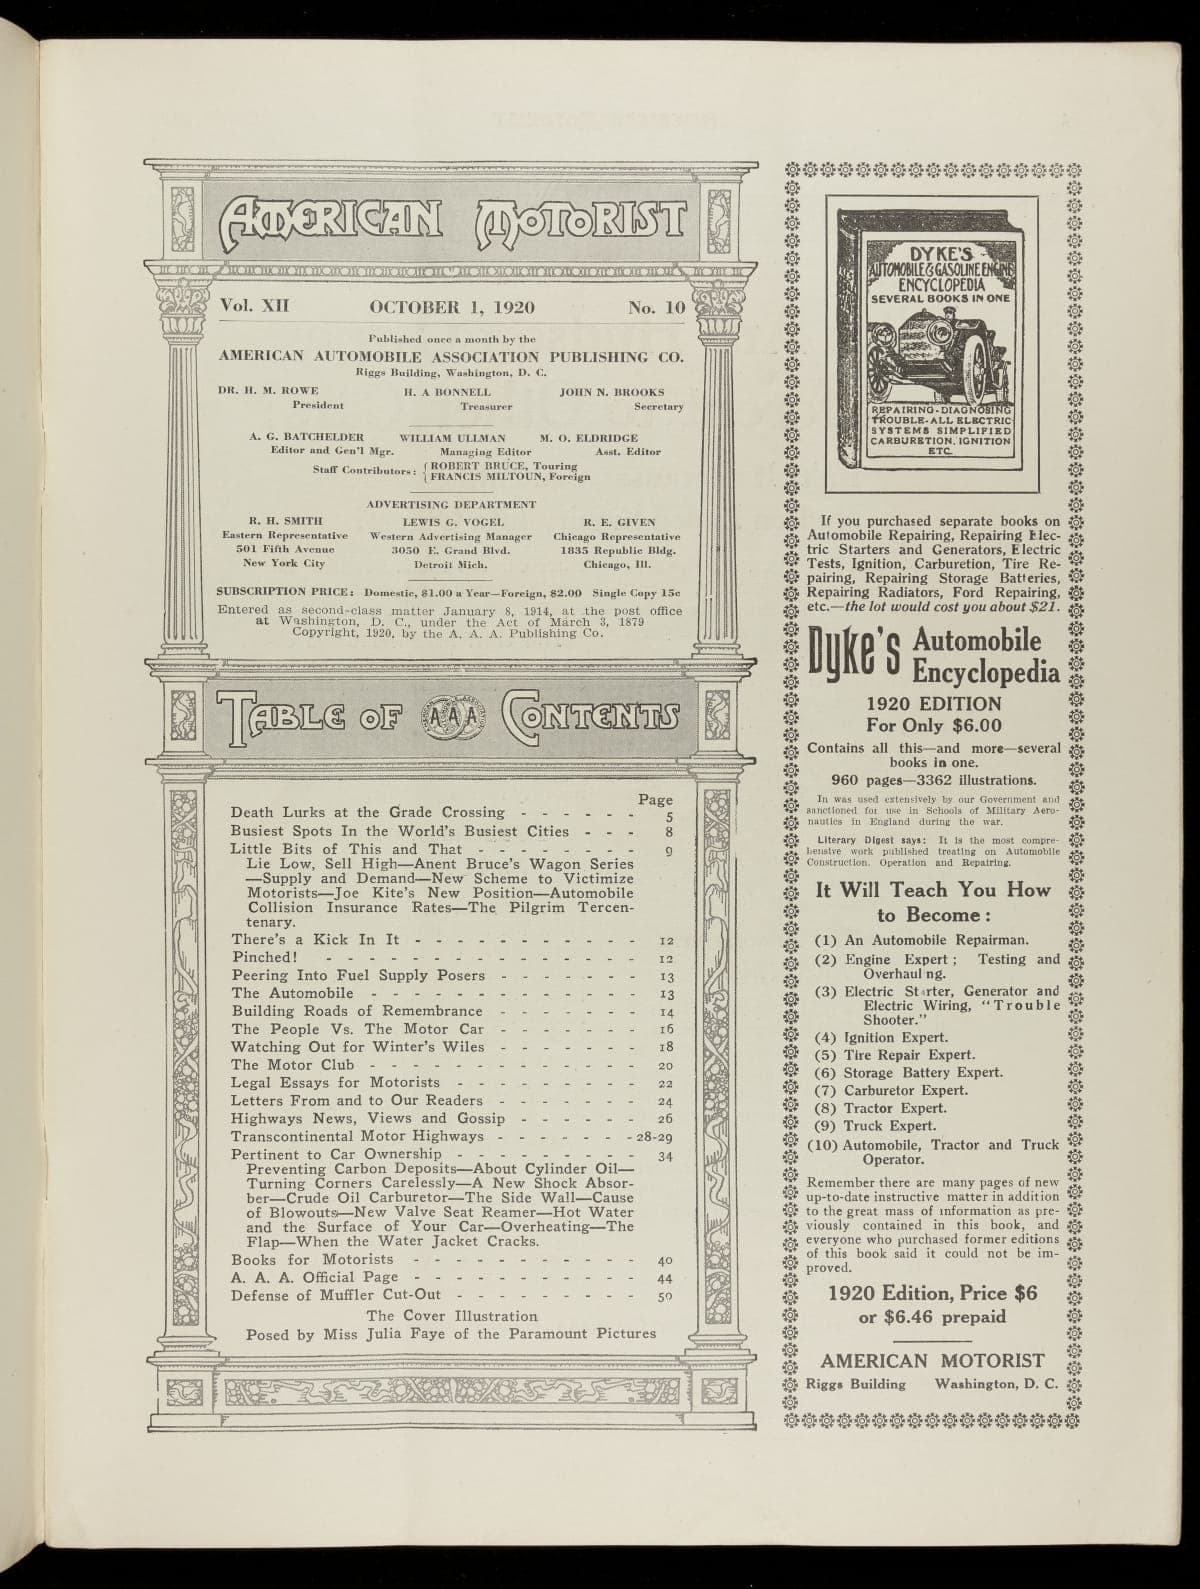 AMERICAN MOTORIST
Vol. XII OCTOBER 1, 1920 No. 10
Published once a month by the
AMERICAN AUTOMOBILE ASSOCIATION PUBLISHING CO.
Riggs Building, Washington, D. C.
DR. H. M. ROWE H. A BONNELL JOHN N. BROOKS
President Treasurer Secretary
A. G. BATCHELDER WILLIAM ULLMAN M. O. ELDRIDGE
Editor and Gen'l Mgr. Managing Editor Asst. Editor
Staff Contributors: { ROBERT BRUCE, Touring
FRANCIS MILTOUN, Foreign
ADVERTISING DEPARTMENT
R. H. SMITH LEWIS G. VOGEL R. E. GIVEN
Eastern Representative Western Advertising Manager Chicago Representative
501 Fifth Avenue 3050 E. Grand Blvd. 1835 Republic Bldg.
New York City Detroit Mich. Chicago, Ill.
SUBSCRIPTION PRICE: Domestic, $1.00 a Year—Foreign, $2.00 Single Copy 15c
Entered as second-class matter January 8, 1914, at the post office
at Washington, D. C., under the Act of March 3, 1879
Copyright, 1920, by the A. A. A. Publishing Co.
TABLE OF AAA CONTENTS
Page
Death Lurks at the Grade Crossing - - - - - - 5
Busiest Spots In the World's Busiest Cities - - - 8
Little Bits of This and That - - - - - - - - 9
Lie Low, Sell High—Anent Bruce's Wagon Series
—Supply and Demand—New Scheme to Victimize
Motorists—Joe Kite's New Position—Automobile
Collision Insurance Rates—The Pilgrim Tercen-
tenary.
There's a Kick In It - - - - - - - - - - - 12
Pinched! - - - - - - - - - - - - - - - 12
Peering Into Fuel Supply Posers - - - - - - - 13
The Automobile - - - - - - - - - - - - - 13
Building Roads of Remembrance - - - - - - - 14
The People Vs. The Motor Car - - - - - - - 16
Watching Out for Winter's Wiles - - - - - - - 18
The Motor Club - - - - - - - - - - - - - 20
Legal Essays for Motorists - - - - - - - - - 22
Letters From and to Our Readers - - - - - - - 24
Highways News, Views and Gossip - - - - - - 26
Transcontinental Motor Highways - - - - - - - 28-29
Pertinent to Car Ownership - - - - - - - - - 34
Preventing Carbon Deposits—About Cylinder Oil—
Turning Corners Carelessly—A New Shock Absor-
ber—Crude Oil Carburetor—The Side Wall—Cause
of Blowouts—New Valve Seat Reamer—Hot Water
and the Surface of Your Car—Overheating—The
Flap—When the Water Jacket Cracks.
Books for Motorists - - - - - - - - - - - 40
A. A. A. Official Page - - - - - - - - - - - 44
Defense of Muffler Cut-Out - - - - - - - - - 50
The Cover Illustration
Posed by Miss Julia Faye of the Paramount Pictures
DYKE'S
AUTOMOBILE & GASOLINE ENGINE
ENCYCLOPEDIA
SEVERAL BOOKS IN ONE
REPAIRING-DIAGNOSING
TROUBLE-ALL ELECTRIC
SYSTEMS SIMPLIFIED
CARBURETION, IGNITION
ETC.
If you purchased separate books on
Automobile Repairing, Repairing Elec-
tric Starters and Generators, Electric
Tests, Ignition, Carburetion, Tire Re-
pairing, Repairing Storage Batteries,
Repairing Radiators, Ford Repairing,
etc.—the lot would cost you about $21.
Dyke's Automobile
Encyclopedia
1920 EDITION
For Only $6.00
Contains all this—and more—several
books in one.
960 pages—3362 illustrations.
In was used extensively by our Government and
sanctioned for use in Schools of Military Aero-
nautics in England during the war.
Literary Digest says: It is the most compre-
hensive work published treating on Automobile
Construction, Operation and Repairing.
It Will Teach You How
to Become:
(1) An Automobile Repairman.
(2) Engine Expert; Testing and
Overhauling.
(3) Electric Starter, Generator and
Electric Wiring, "Trouble
Shooter."
(4) Ignition Expert.
(5) Tire Repair Expert.
(6) Storage Battery Expert.
(7) Carburetor Expert.
(8) Tractor Expert.
(9) Truck Expert.
(10) Automobile, Tractor and Truck
Operator.
Remember there are many pages of new
up-to-date instructive matter in addition
to the great mass of information as pre-
viously contained in this book, and
everyone who purchased former editions
of this book said it could not be im-
proved.
1920 Edition, Price $6
or $6.46 prepaid
AMERICAN MOTORIST
Riggs Building Washington, D. C.